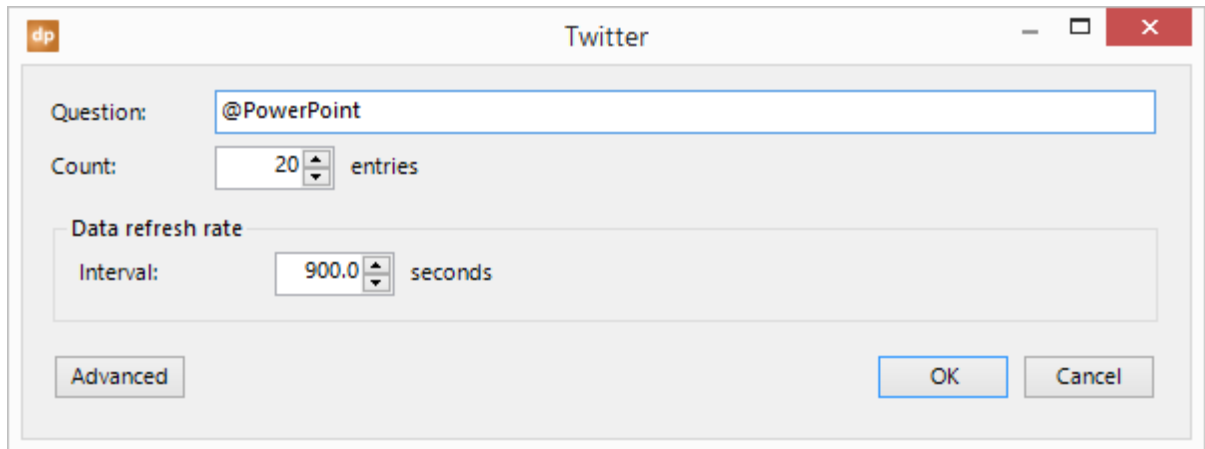 dp Twitter
Question: @PowerPoint
Count: 20 entries
Data refresh rate
Interval: 900.0 seconds
Advanced OK Cancel